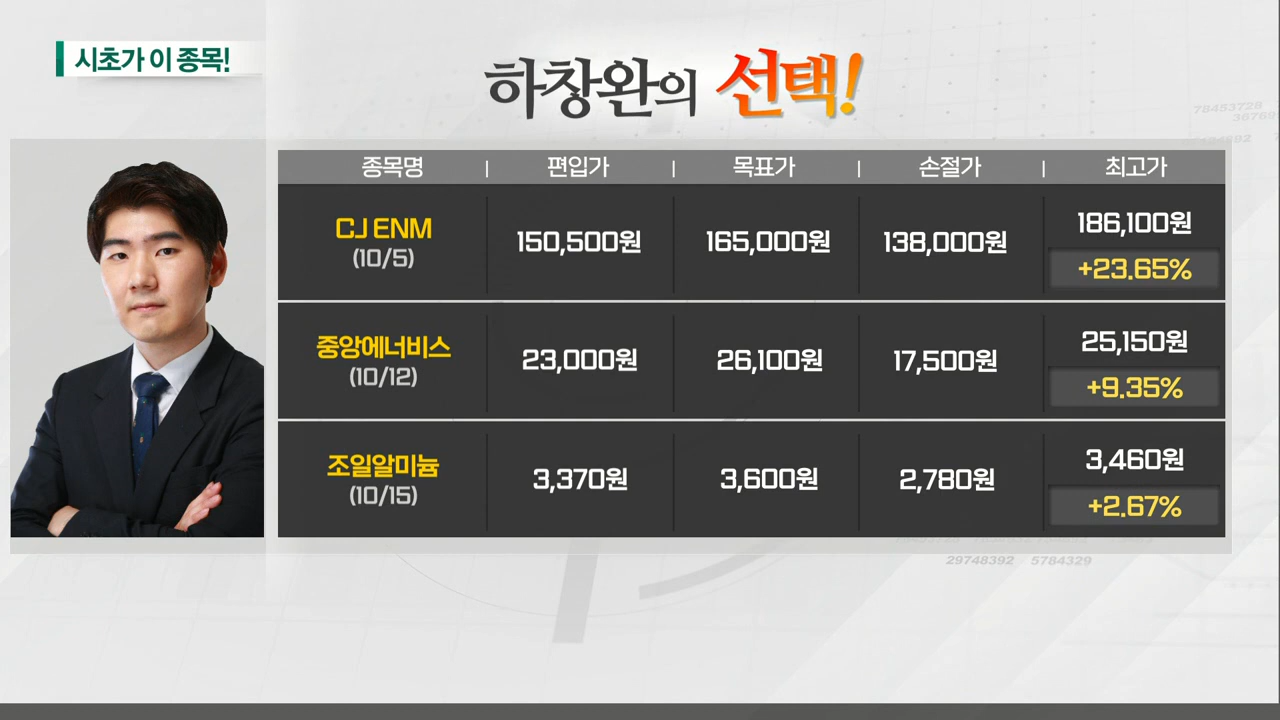 시초가 이 종목!
하창완의 선택!
종목명 편입가 목표가 손절가 최고가
CJ ENM
(10/5)
150,500원 165,000원 138,000원
186,100원
+23.65%
중앙에너비스
(10/12)
23,000원 26,100원 17,500원
25,150원
+9.35%
조일알미늄
(10/15)
3,370원 3,600원 2,780원
3,460원
+2.67%
78453728
29748392 5784329